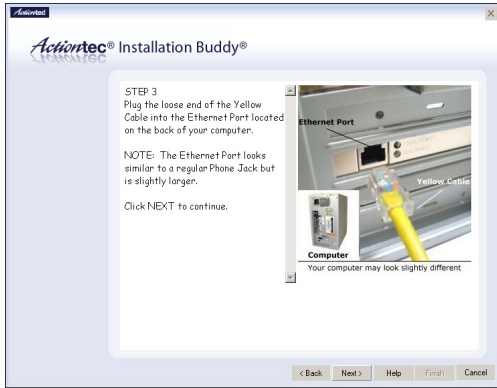 Actiontec
Actiontec® Installation Buddy®
STEP 3
Plug the loose end of the Yellow
Cable into the Ethernet Port located
on the back of your computer.
NOTE: The Ethernet Port looks
similar to a regular Phone Jack but
is slightly larger.
Click NEXT to continue.
Ethernet Port
Yellow Cable
Computer
Your computer may look slightly different
< Back
Next >
Help
Finish
Cancel